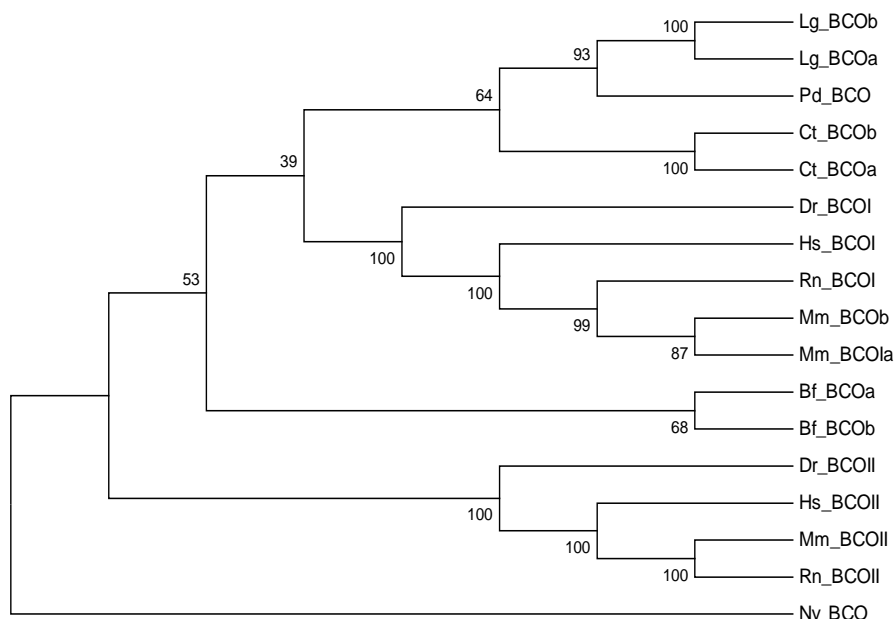 Lg_BCOb
100
Lg_BCOa
93
Pd_BCO
64
Ct_BCOb
100
Ct_BCOa
39
Dr_BCOI
100
Hs_BCOI
100
Rn_BCOI
53
99
Mm_BCOb
87
Mm_BCOIa
Bf_BCOa
68
Bf_BCOb
Dr_BCOII
100
Hs_BCOII
100
Mm_BCOII
100
Rn_BCOII
Nv_BCO